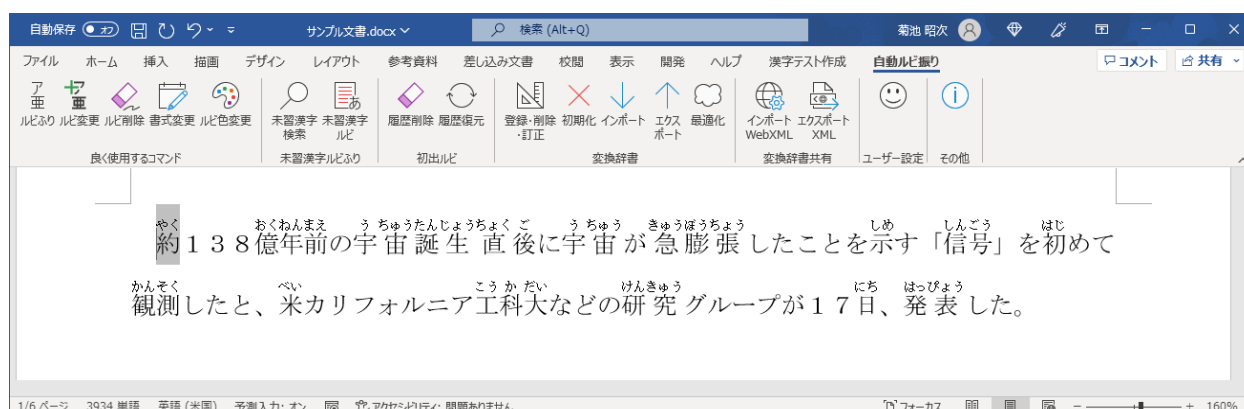 自動保存 オフ サンプル文書.docx 検索 (Alt+Q) 菊池 昭次
ファイル ホーム 挿入 描画 デザイン レイアウト 参考資料 差し込み文書 校閲 表示 開発 ヘルプ 漢字テスト作成 自動ルビ振り コメント 共有
ア亜 ア亜 あ
ルビふり ルビ変更 ルビ削除 書式変更 ルビ色変更 未習漢字検索 未習漢字ルビ 履歴削除 履歴復元 登録・削除・訂正 初期化 インポート エクスポート 最適化 インポートWebXML エクスポートXML
良く使用するコマンド 未習漢字ルビふり 初出ルビ 変換辞書 変換辞書共有 ユーザー設定 その他
やく おくねんまえ うちゅうたんじょうちょくご うちゅう きゅうぼうちょう しめ しんごう はじ
約138億年前の宇宙誕生直後に宇宙が急膨張したことを示す「信号」を初めて
かんそく べい こうかだい けんきゅう にち はっぴょう
観測したと、米カリフォルニア工科大などの研究グループが17日、発表した。
1/6 ページ 3934 単語 英語 (米国) 予測入力: オン アクセシビリティ: 問題ありません フォーカス 160%